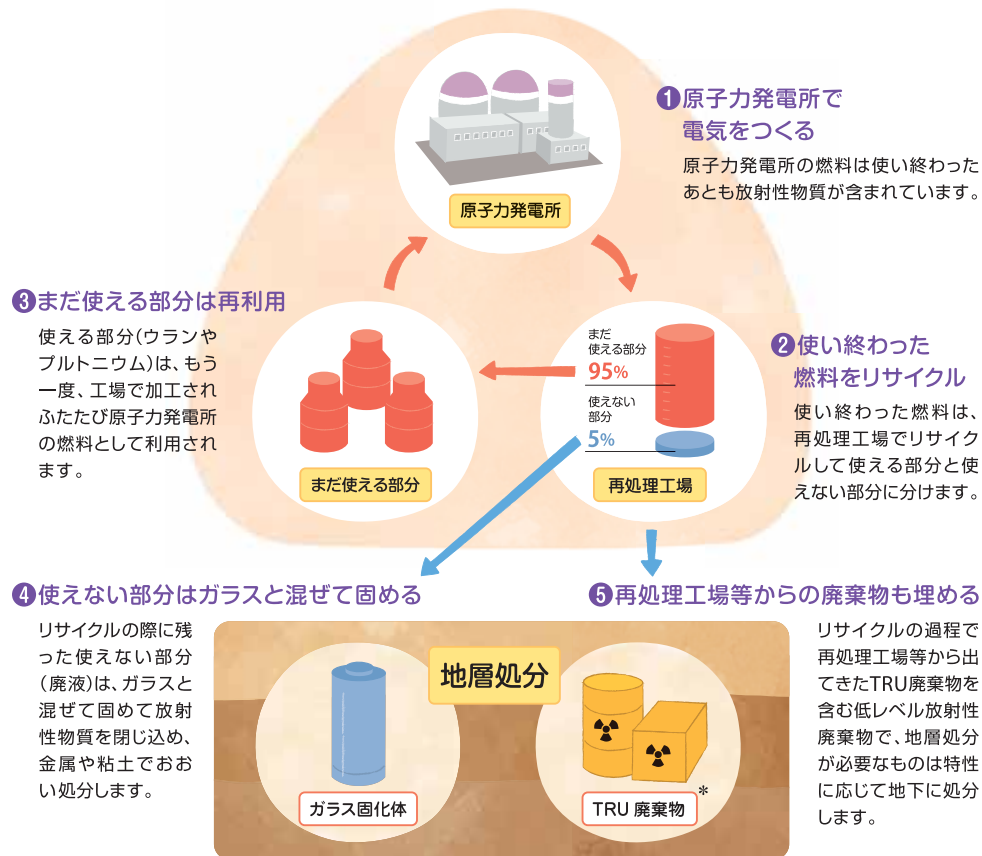 ❶原子力発電所で
電気をつくる
原子力発電所の燃料は使い終わった
あとも放射性物質が含まれています。
原子力発電所
❷使い終わった
燃料をリサイクル
使い終わった燃料は、
再処理工場でリサイク
ルして使える部分と使
えない部分に分けます。
まだ
使える部分
95%
使えない
部分
5%
再処理工場
❸まだ使える部分は再利用
使える部分(ウランや
プルトニウム)は、もう
一度、工場で加工され
ふたたび原子力発電所
の燃料として利用され
ます。
まだ使える部分
❹使えない部分はガラスと混ぜて固める
リサイクルの際に残
った使えない部分
(廃液)は、ガラスと
混ぜて固めて放射
性物質を閉じ込め、
金属や粘土でおお
い処分します。
地層処分
ガラス固化体
❺再処理工場等からの廃棄物も埋める
リサイクルの過程で
再処理工場等から出
てきたTRU廃棄物を
含む低レベル放射性
廃棄物で、地層処分
が必要なものは特性
に応じて地下に処分
します。
TRU 廃棄物*